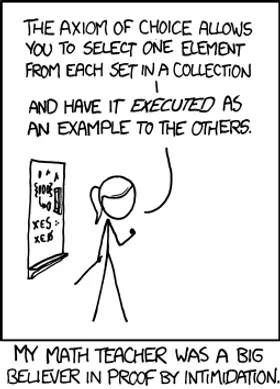 THE AXIOM OF CHOICE ALLOWS
YOU TO SELECT ONE ELEMENT
FROM EACH SET IN A COLLECTION
AND HAVE IT EXECUTED AS
AN EXAMPLE TO THE OTHERS.
MY MATH TEACHER WAS A BIG
BELIEVER IN PROOF BY INTIMIDATION.